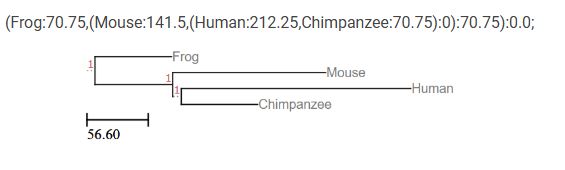 (Frog:70.75,(Mouse:141.5,(Human:212.25,Chimpanzee:70.75):0):70.75):0.0;
Frog
1
Mouse
1
Human
1
Chimpanzee
56.60